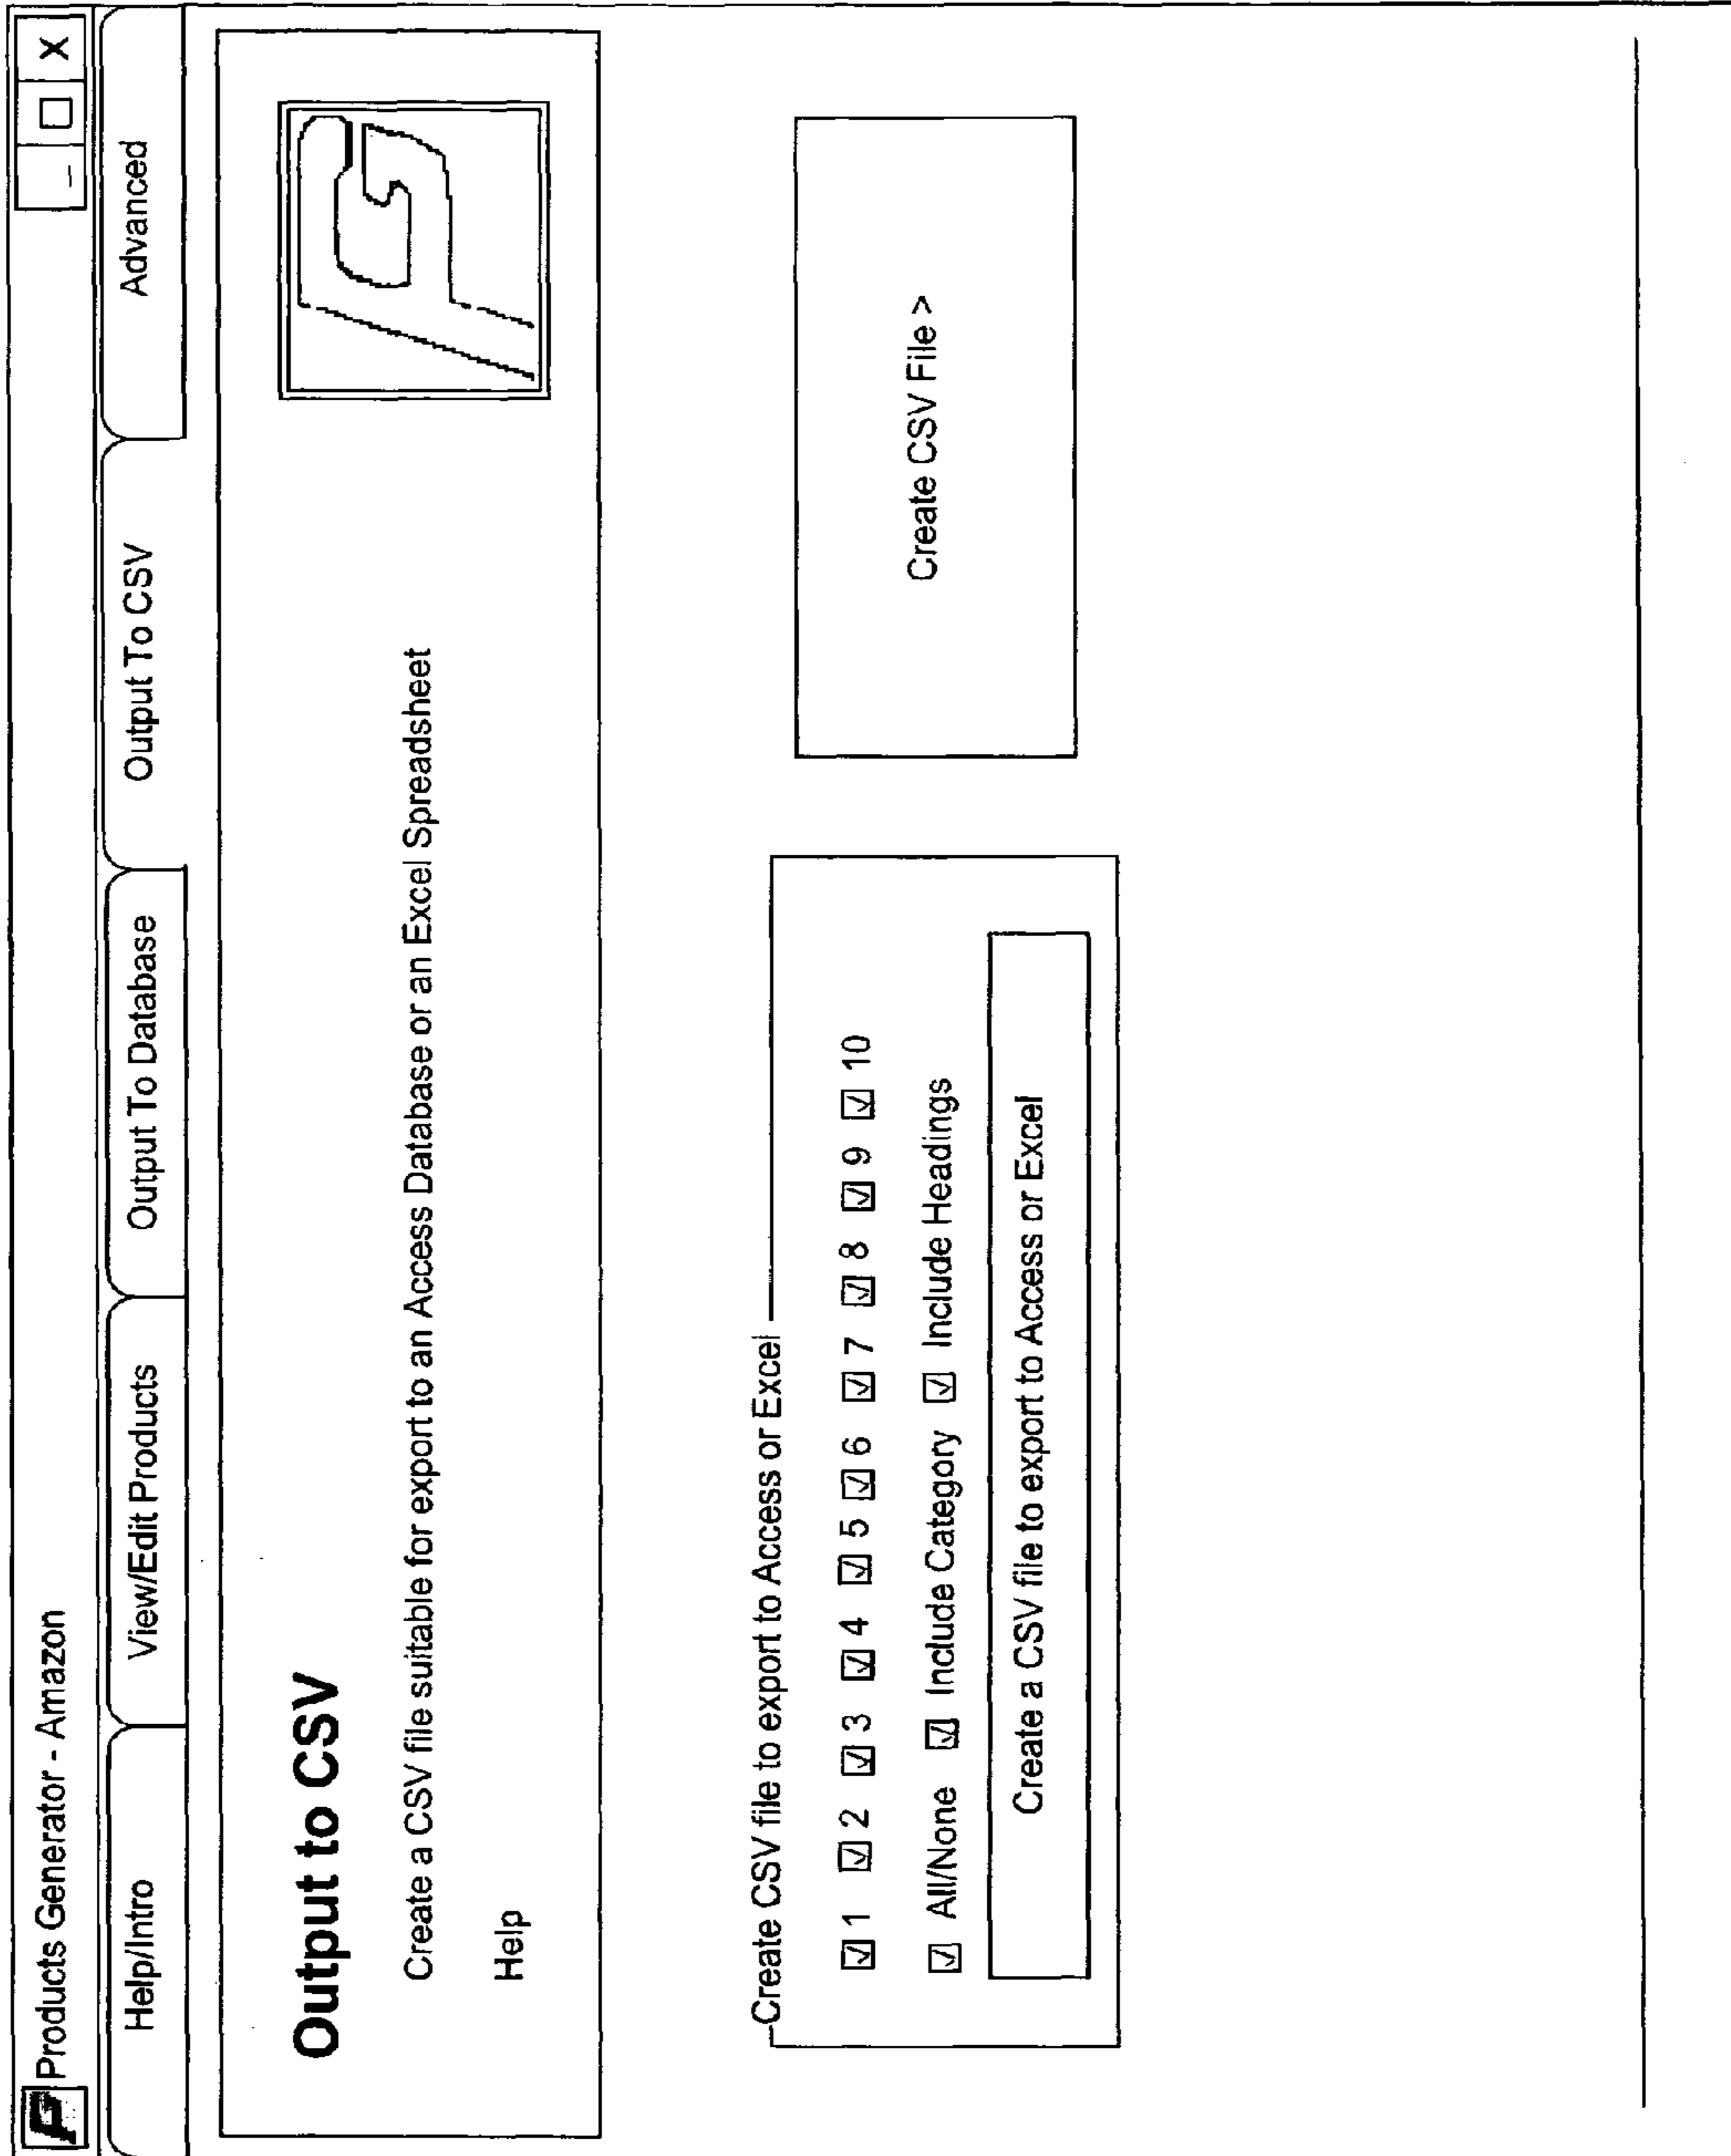 Products Generator - Amazon
_ □ X
Help/Intro View/Edit Products Output To Database Output To CSV Advanced
Output to CSV
Create a CSV file suitable for export to an Access Database or an Excel Spreadsheet
Help
Create CSV file to export to Access or Excel
☑ 1 ☑ 2 ☑ 3 ☑ 4 ☑ 5 ☑ 6 ☑ 7 ☑ 8 ☑ 9 ☑ 10
☑ All/None ☑ Include Category ☑ Include Headings
Create a CSV file to export to Access or Excel
Create CSV File >